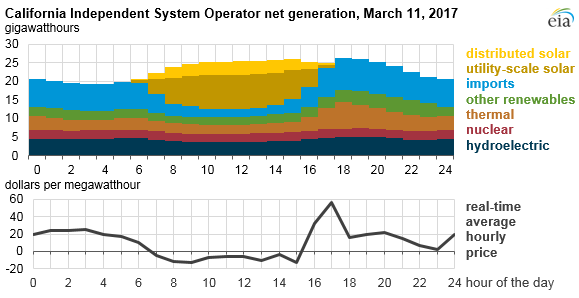 California Independent System Operator net generation, March 11, 2017
gigawatthours
eia
30
25
20
15
10
5
0
distributed solar
utility-scale solar
imports
other renewables
thermal
nuclear
hydroelectric
0 2 4 6 8 10 12 14 16 18 20 22 24
dollars per megawatthour
60
40
20
0
-20
real-time
average
hourly
price
0 2 4 6 8 10 12 14 16 18 20 22 24 hour of the day